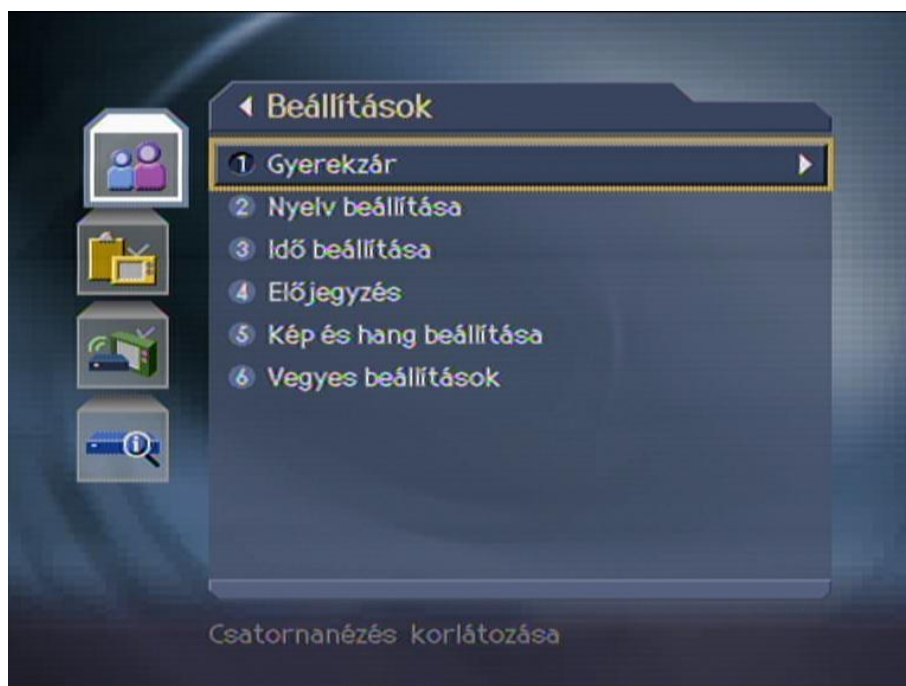 Beállítások
1 Gyerekzár
2 Nyelv beállítása
3 Idő beállítása
4 Előjegyzés
5 Kép és hang beállítása
6 Vegyes beállítások
Csatornanézés korlátozása